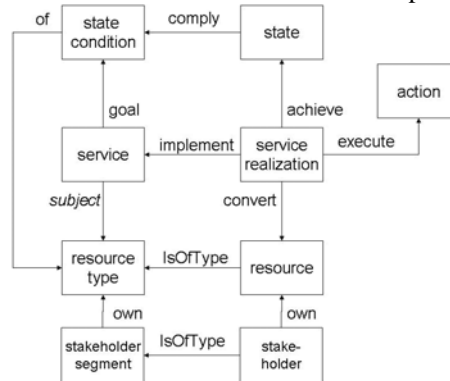 of
state
condition
comply
state
action
goal
achieve
service
implement
service
realization
execute
subject
convert
resource
type
IsOfType
resource
own
own
stakeholder
segment
IsOfType
stake-
holder